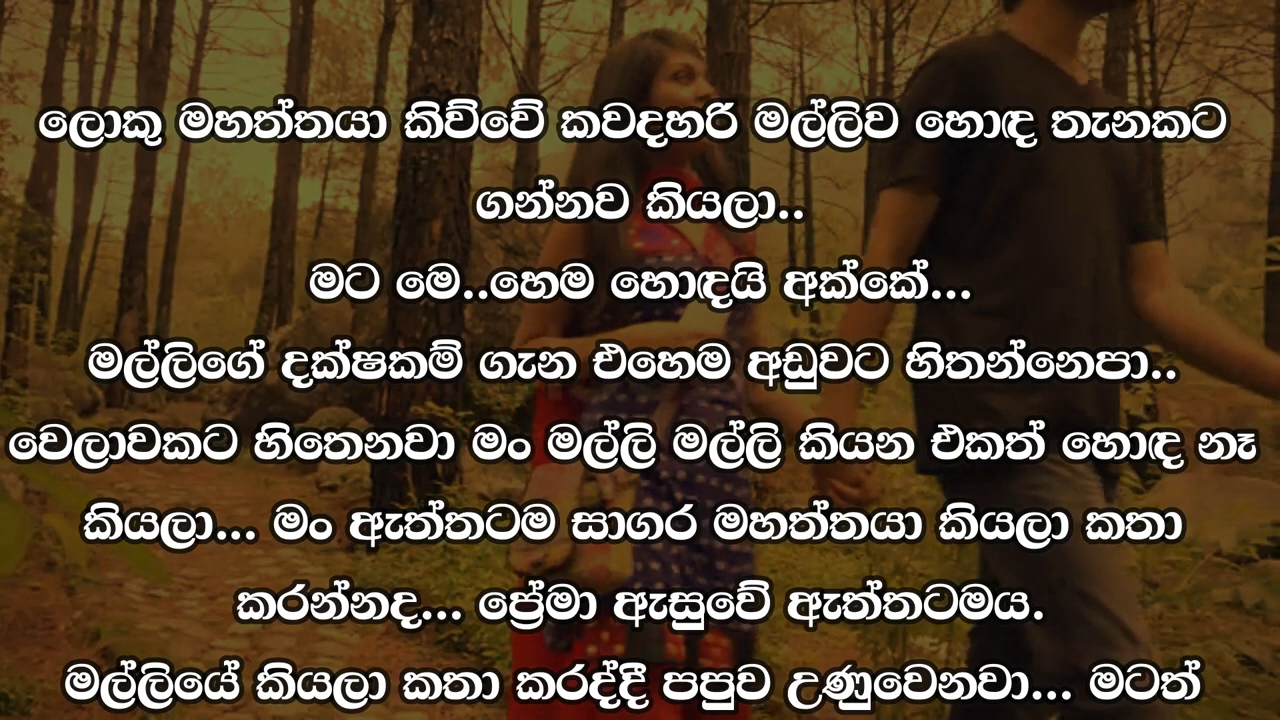 ලොකු මහත්තයා කිව්වේ කවදහරි මල්ලිව හොඳ තැනකට
ගන්නව කියලා..
මට මෙ..හෙම හොඳයි අක්කේ...
මල්ලිගේ දක්ෂකම් ගැන එහෙම අඩුවට හිතන්නෙපා..
වෙලාවකට හිතෙනවා මං මල්ලි මල්ලි කියන එකත් හොඳ නෑ
කියලා... මං ඇත්තටම සාගර මහත්තයා කියලා කතා
කරන්නද... ප්‍රේමා ඇසුවේ ඇත්තටමය.
මල්ලියේ කියලා කතා කරද්දී පපුව උණුවෙනවා... මටත්